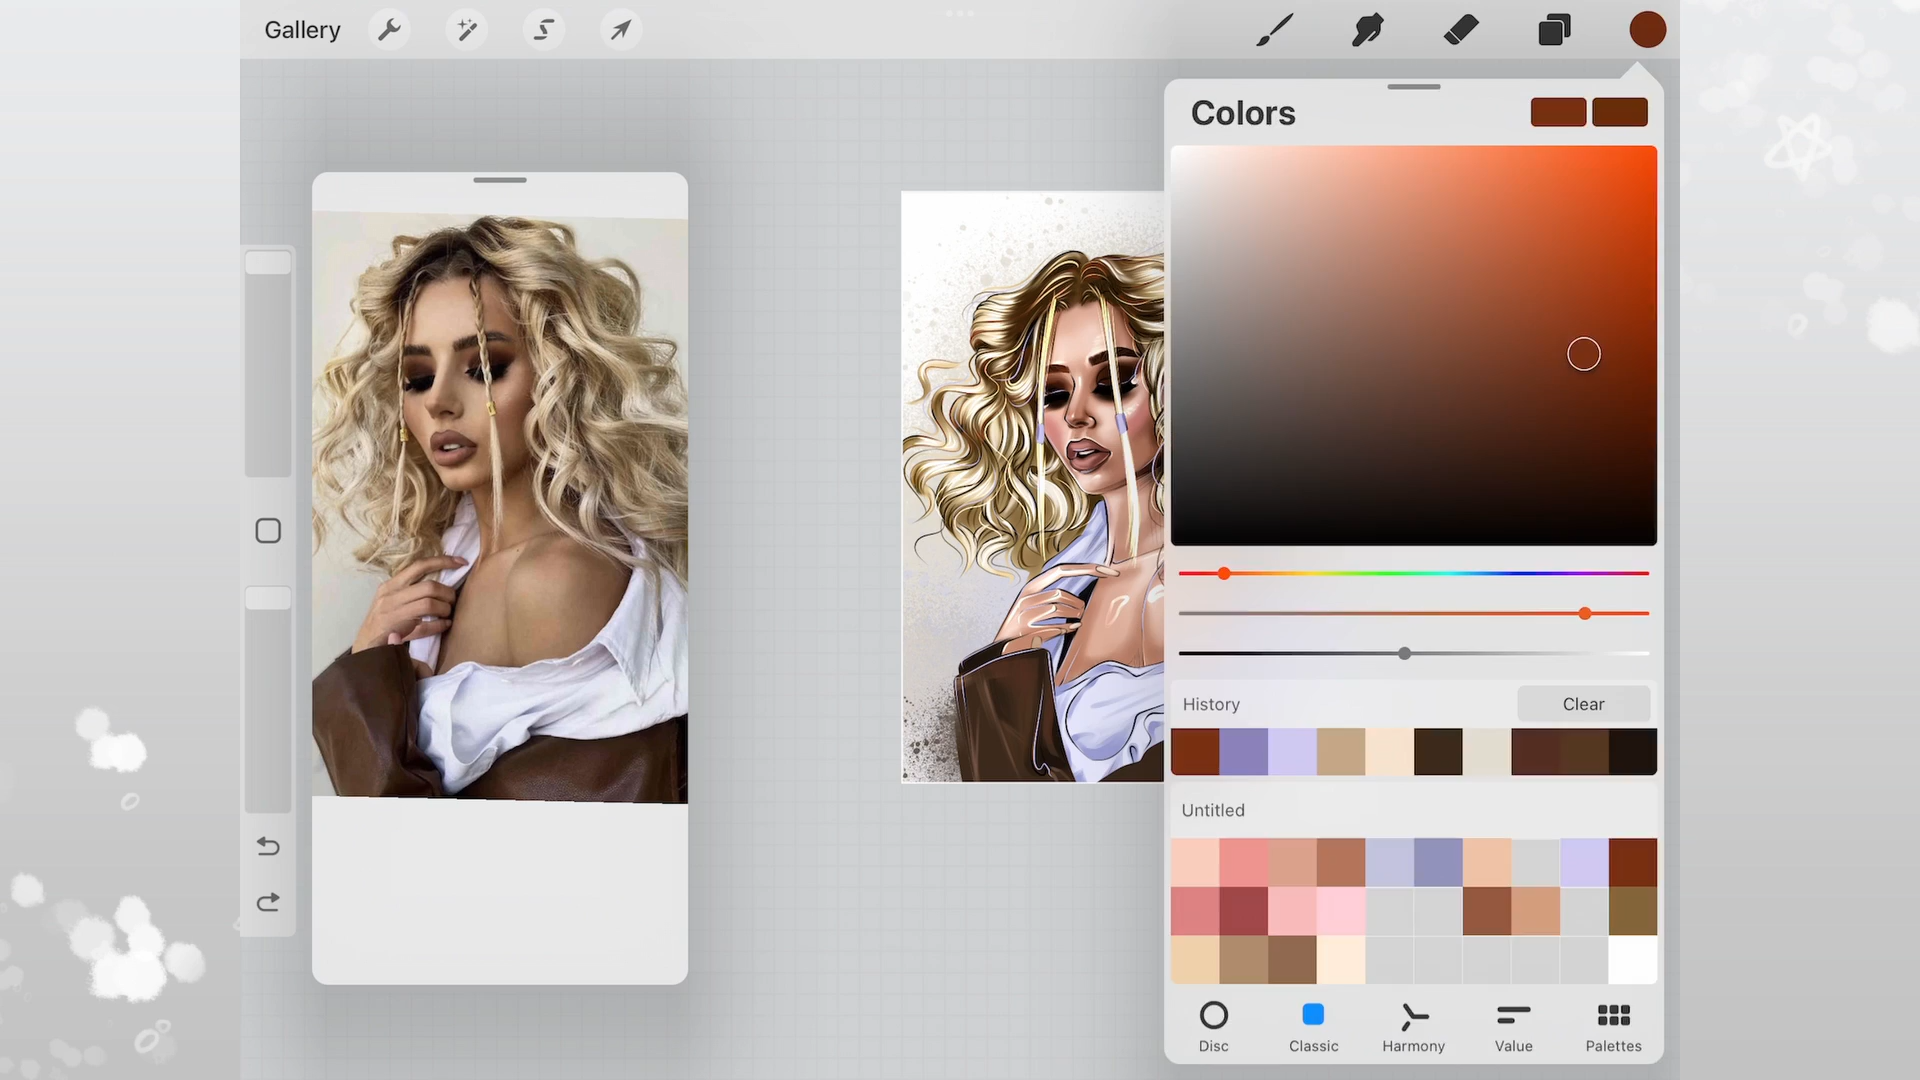 Gallery
Colors
History
Clear
Untitled
Disc
Classic
Harmony
Value
Palettes